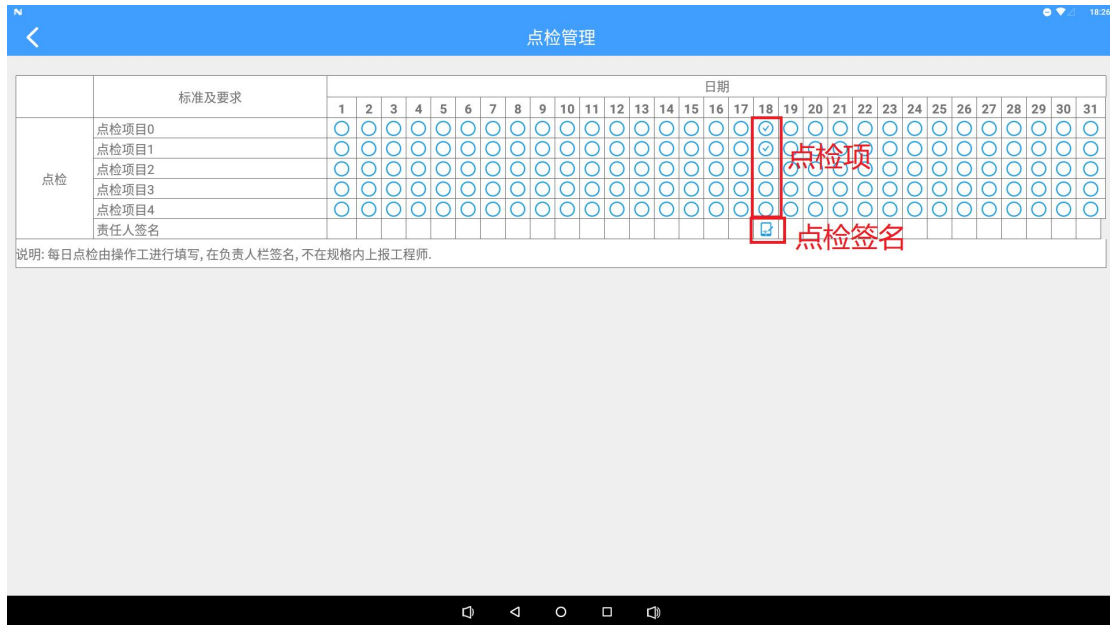 18:26
点检管理
标准及要求
日期
1 2 3 4 5 6 7 8 9 10 11 12 13 14 15 16 17 18 19 20 21 22 23 24 25 26 27 28 29 30 31
点检
点检项目0
点检项目1
点检项目2
点检项目3
点检项目4
责任人签名
点检项
点检签名
说明: 每日点检由操作工进行填写, 在负责人栏签名, 不在规格内上报工程师.